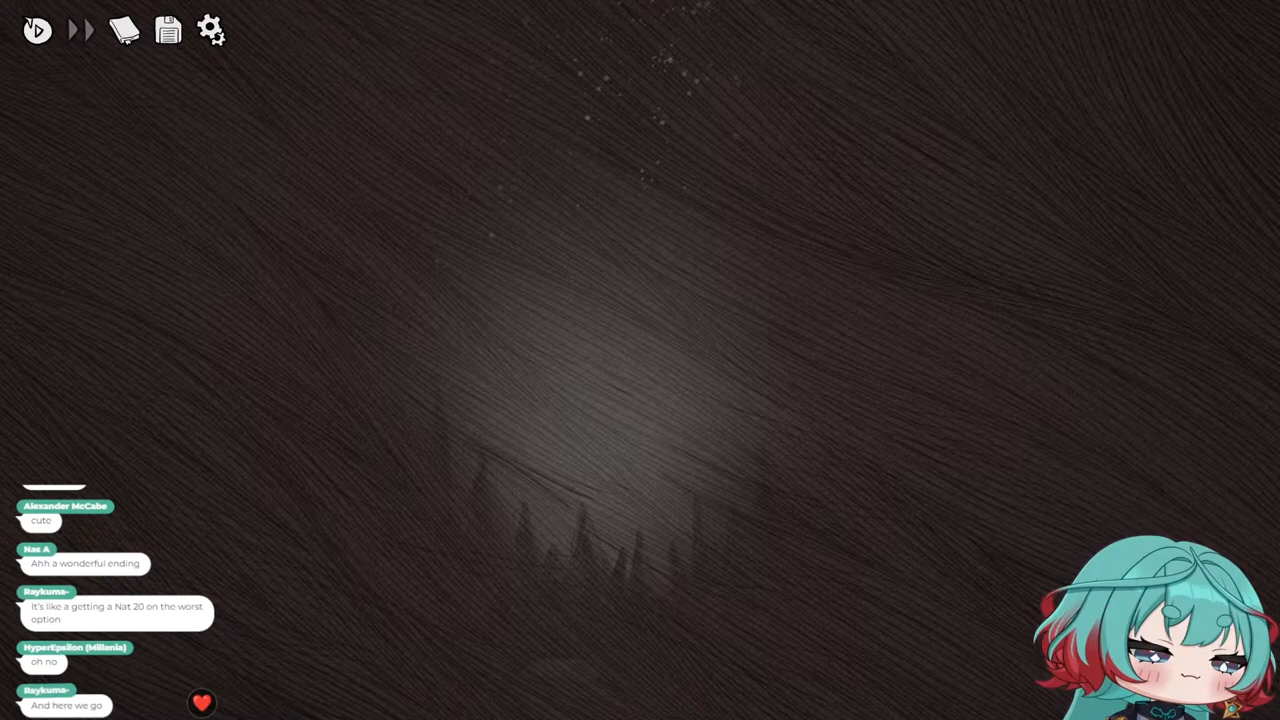 Alexander McCabe
cute
Nas A
Ahh a wonderful ending
Raykuma-
It's like a getting a Nat 20 on the worst
option
HyperEpsilon (Millenia)
oh no
Raykuma-
And here we go